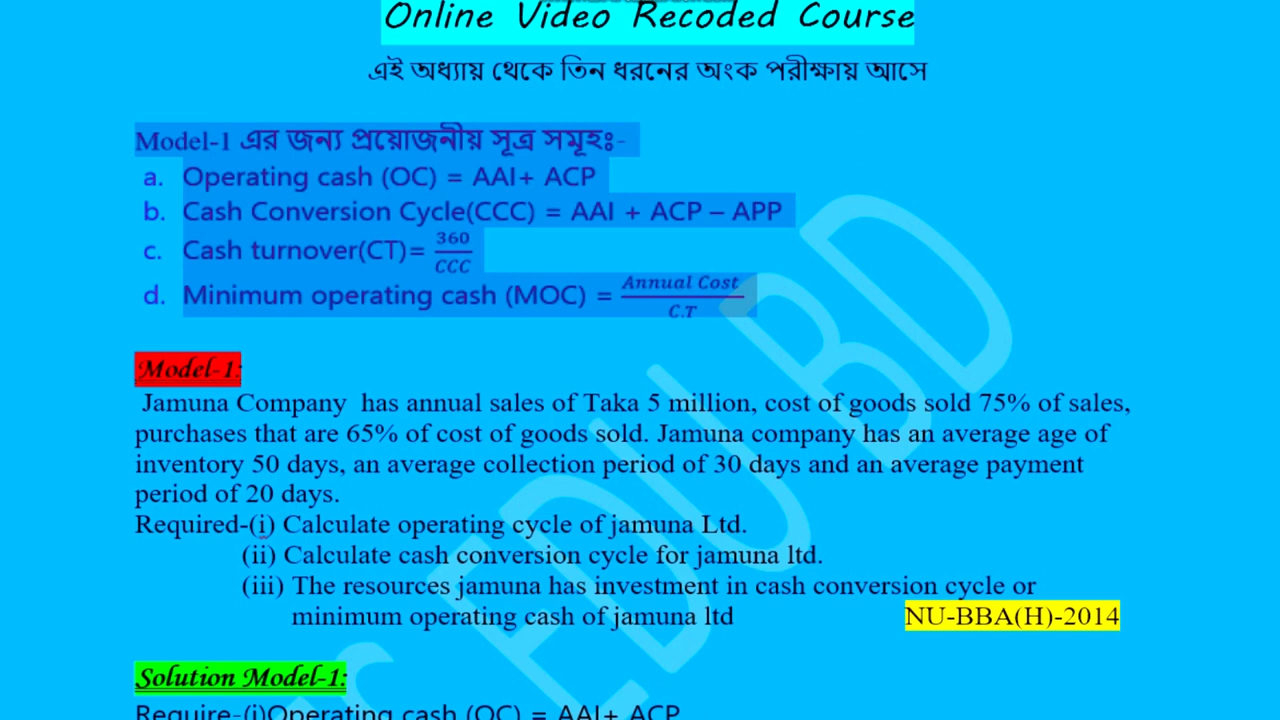 Online Video Recoded Course
এই অধ্যায় থেকে তিন ধরনের অংক পরীক্ষায় আসে
Model-1 এর জন্য প্রয়োজনীয় সূত্র সমূহঃ-
a. Operating cash (OC) = AAI+ ACP
b. Cash Conversion Cycle(CCC) = AAI + ACP – APP
c. Cash turnover(CT)= 360/CCC
d. Minimum operating cash (MOC) = Annual Cost/C.T
Model-1:
Jamuna Company has annual sales of Taka 5 million, cost of goods sold 75% of sales,
purchases that are 65% of cost of goods sold. Jamuna company has an average age of
inventory 50 days, an average collection period of 30 days and an average payment
period of 20 days.
Required-(i) Calculate operating cycle of jamuna Ltd.
(ii) Calculate cash conversion cycle for jamuna ltd.
(iii) The resources jamuna has investment in cash conversion cycle or
minimum operating cash of jamuna ltd NU-BBA(H)-2014
Solution Model-1:
Require-(i)Operating cash (OC) = AAI+ ACP
EDU BD